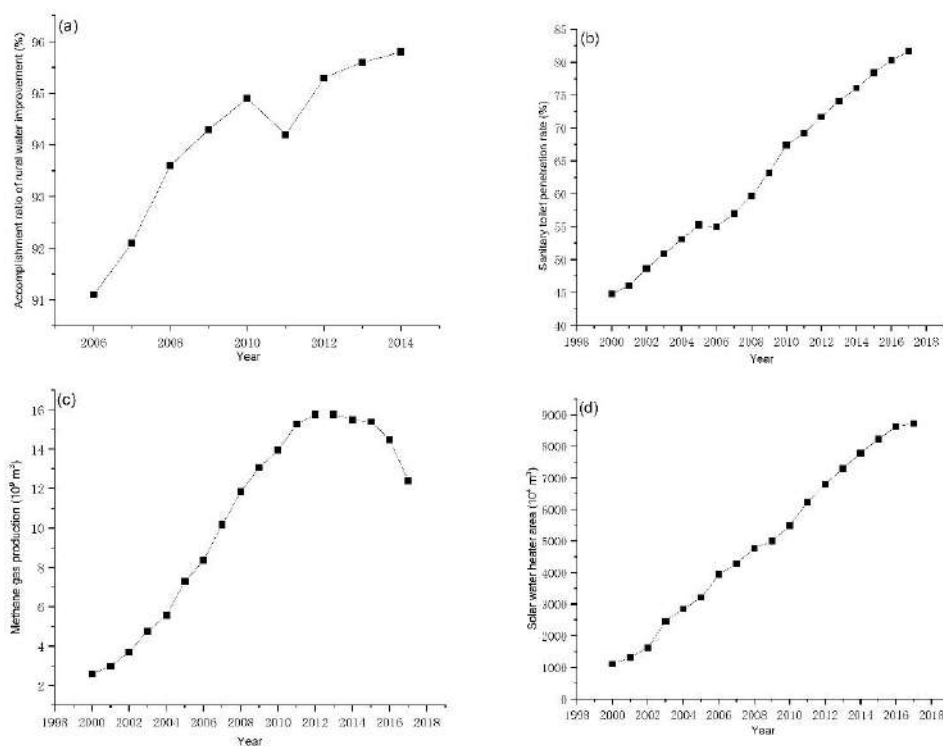 (a)
Accomplishment ratio of rural water improvement (%)
96
95
94
93
92
91
2006 2008 2010 2012 2014
Year
(b)
Sanitary toilet penetration rate (%)
85
80
75
70
65
60
55
50
45
40
1998 2000 2002 2004 2006 2008 2010 2012 2014 2016 2018
Year
(c)
Methane gas production (10⁹ m³)
16
14
12
10
8
6
4
2
1998 2000 2002 2004 2006 2008 2010 2012 2014 2016 2018
Year
(d)
Solar water heater area (10⁴ m³)
9000
8000
7000
6000
5000
4000
3000
2000
1000
0
1998 2000 2002 2004 2006 2008 2010 2012 2014 2016 2018
Year